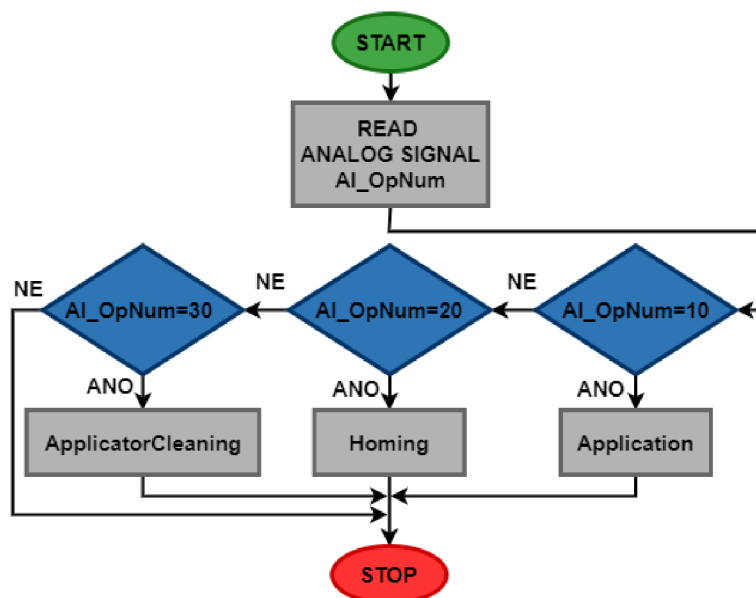 START
READ
ANALOG SIGNAL
AI_OpNum
NE
AI_OpNum=30
NE
AI_OpNum=20
NE
AI_OpNum=10
ANO
ANO
ANO
ApplicatorCleaning
Homing
Application
STOP